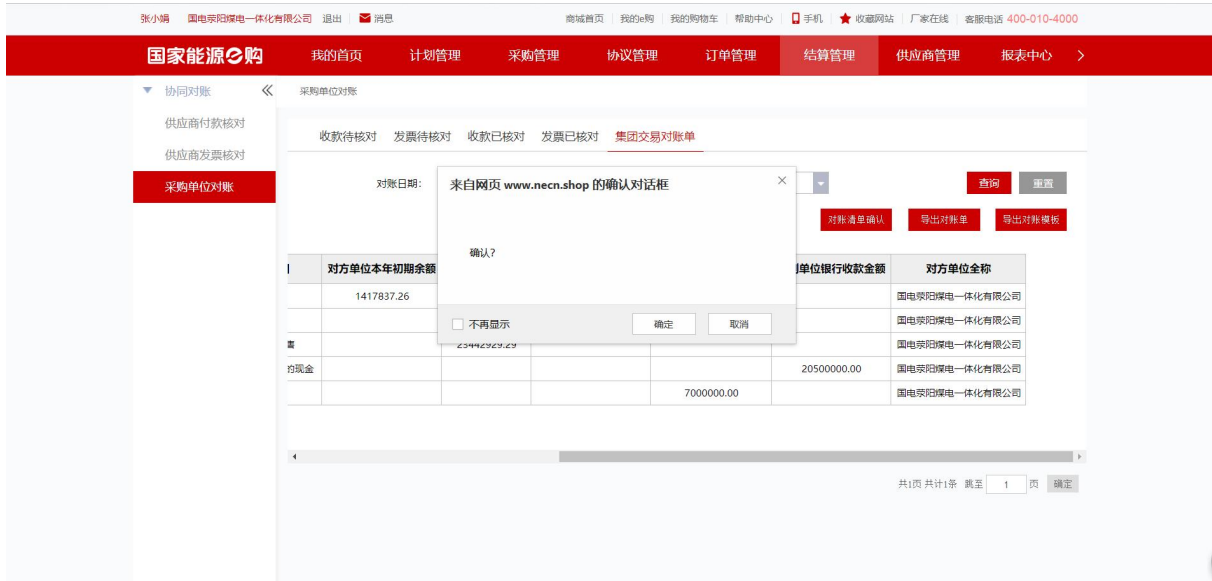 张小娟 国电荥阳煤电一体化有限公司 退出 消息 商城首页 我的e购 我的购物车 帮助中心 手机 收藏网站 厂家在线 客服电话 400-010-4000
国家能源e购 我的首页 计划管理 采购管理 协议管理 订单管理 结算管理 供应商管理 报表中心
协同对账 采购单位对账
供应商付款核对
供应商发票核对
采购单位对账
收款待核对 发票待核对 收款已核对 发票已核对 集团交易对账单
对账日期: 查询 重置
来自网页 www.necn.shop 的确认对话框
对账清单确认 导出对账单 导出对账模板
确认?
对方单位本年初期余额 单位银行收款金额 对方单位全称
1417837.26 国电荥阳煤电一体化有限公司
国电荥阳煤电一体化有限公司
不再显示 确定 取消
23442929.29 国电荥阳煤电一体化有限公司
的现金 20500000.00 国电荥阳煤电一体化有限公司
7000000.00 国电荥阳煤电一体化有限公司
共1页 共计1条 跳至 1 页 确定